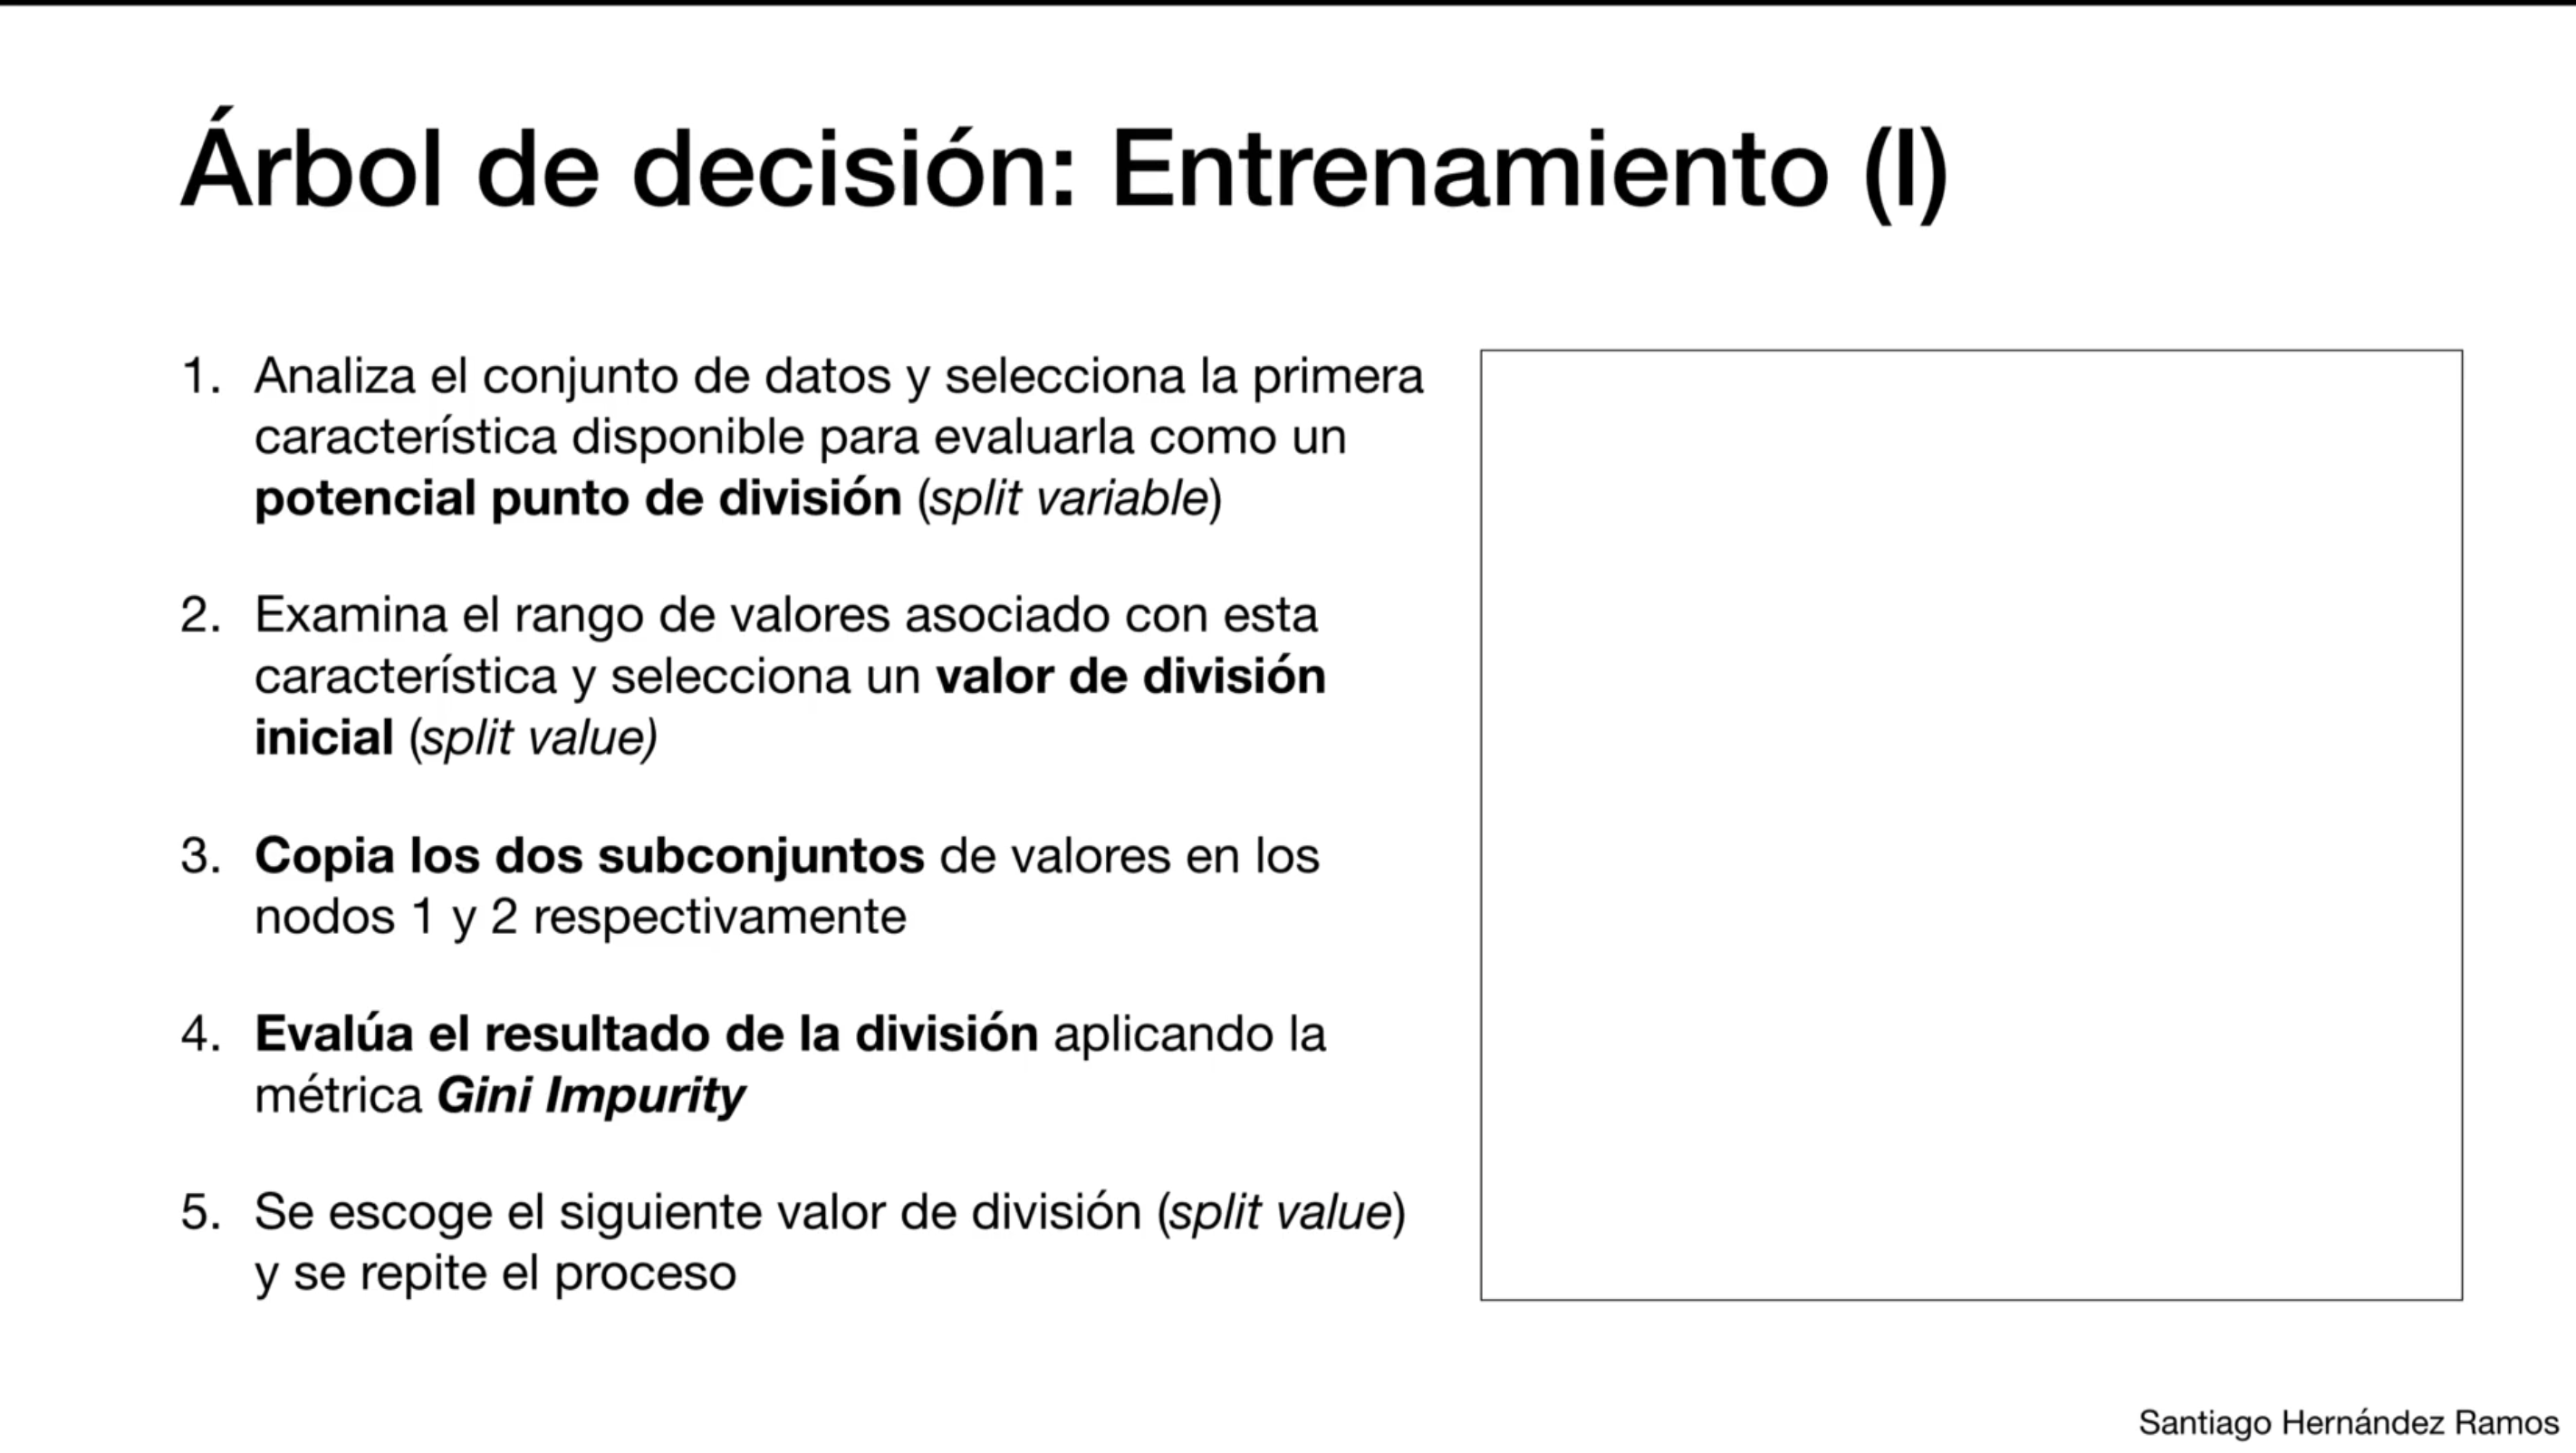 Árbol de decisión: Entrenamiento (I)
1. Analiza el conjunto de datos y selecciona la primera
característica disponible para evaluarla como un
potencial punto de división (split variable)
2. Examina el rango de valores asociado con esta
característica y selecciona un valor de división
inicial (split value)
3. Copia los dos subconjuntos de valores en los
nodos 1 y 2 respectivamente
4. Evalúa el resultado de la división aplicando la
métrica Gini Impurity
5. Se escoge el siguiente valor de división (split value)
y se repite el proceso
Santiago Hernández Ramos